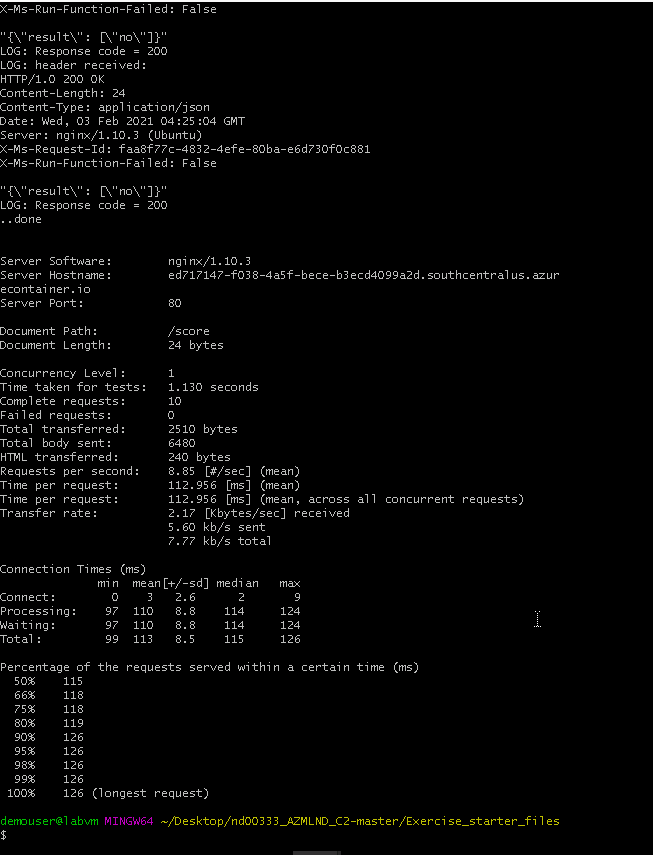 X-Ms-Run-Function-Failed: False
"{\"result\": [\"no\"]}"
LOG: Response code = 200
LOG: header received:
HTTP/1.0 200 OK
Content-Length: 24
Content-Type: application/json
Date: Wed, 03 Feb 2021 04:25:04 GMT
Server: nginx/1.10.3 (Ubuntu)
X-Ms-Request-Id: faa8f77c-4832-4efe-80ba-e6d730f0c881
X-Ms-Run-Function-Failed: False
"{\"result\": [\"no\"]}"
LOG: Response code = 200
..done
Server Software:        nginx/1.10.3
Server Hostname:        ed717147-f038-4a5f-bece-b3ecd4099a2d.southcentralus.azur
econtainer.io
Server Port:            80
Document Path:          /score
Document Length:        24 bytes
Concurrency Level:      1
Time taken for tests:   1.130 seconds
Complete requests:      10
Failed requests:        0
Total transferred:      2510 bytes
Total body sent:        6480
HTML transferred:       240 bytes
Requests per second:    8.85 [#/sec] (mean)
Time per request:       112.956 [ms] (mean)
Time per request:       112.956 [ms] (mean, across all concurrent requests)
Transfer rate:          2.17 [Kbytes/sec] received
                        5.60 kb/s sent
                        7.77 kb/s total
Connection Times (ms)
              min  mean[+/-sd] median   max
Connect:        0    3   2.6      2       9
Processing:    97  110   8.8    114     124
Waiting:       97  110   8.8    114     124
Total:         99  113   8.5    115     126
Percentage of the requests served within a certain time (ms)
  50%    115
  66%    118
  75%    118
  80%    119
  90%    126
  95%    126
  98%    126
  99%    126
 100%    126 (longest request)
demouser@labvm MINGW64 ~/Desktop/nd00333_AZMLND_C2-master/Exercise_starter_files
$